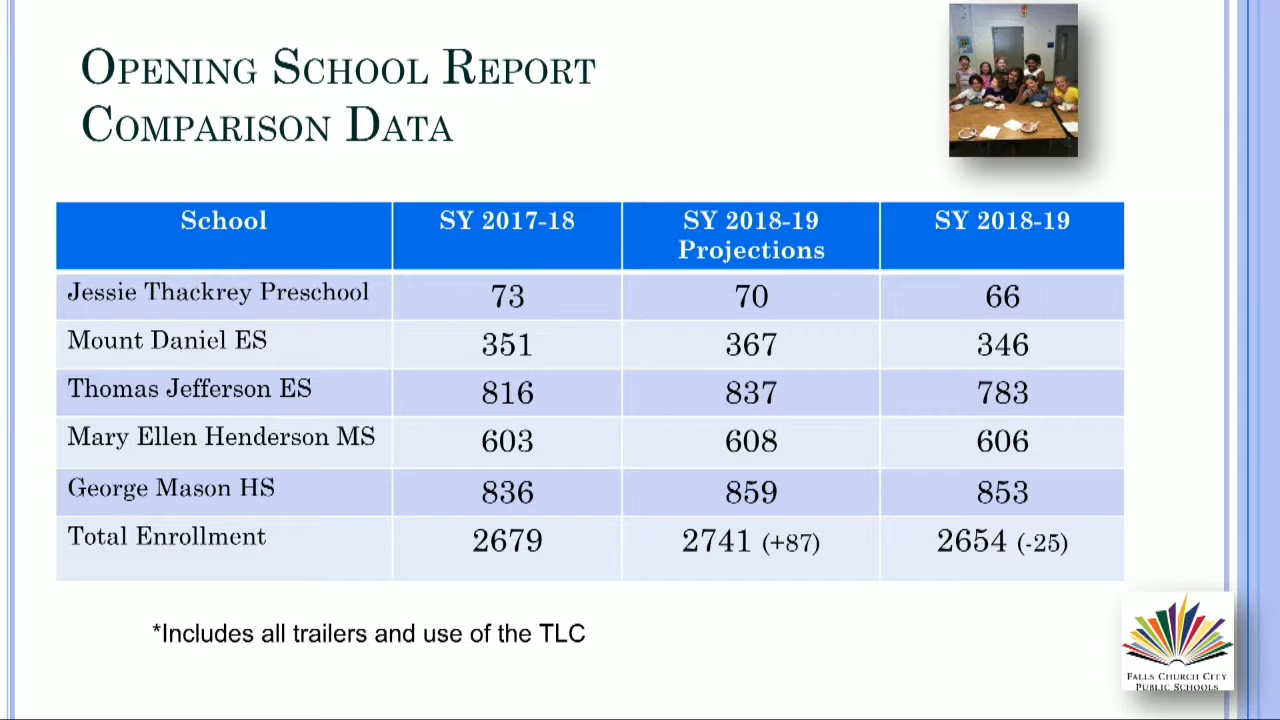 OPENING SCHOOL REPORT
COMPARISON DATA
School SY 2017-18 SY 2018-19 Projections SY 2018-19
Jessie Thackrey Preschool 73 70 66
Mount Daniel ES 351 367 346
Thomas Jefferson ES 816 837 783
Mary Ellen Henderson MS 603 608 606
George Mason HS 836 859 853
Total Enrollment 2679 2741 (+87) 2654 (-25)
*Includes all trailers and use of the TLC
FALLS CHURCH CITY
PUBLIC SCHOOLS